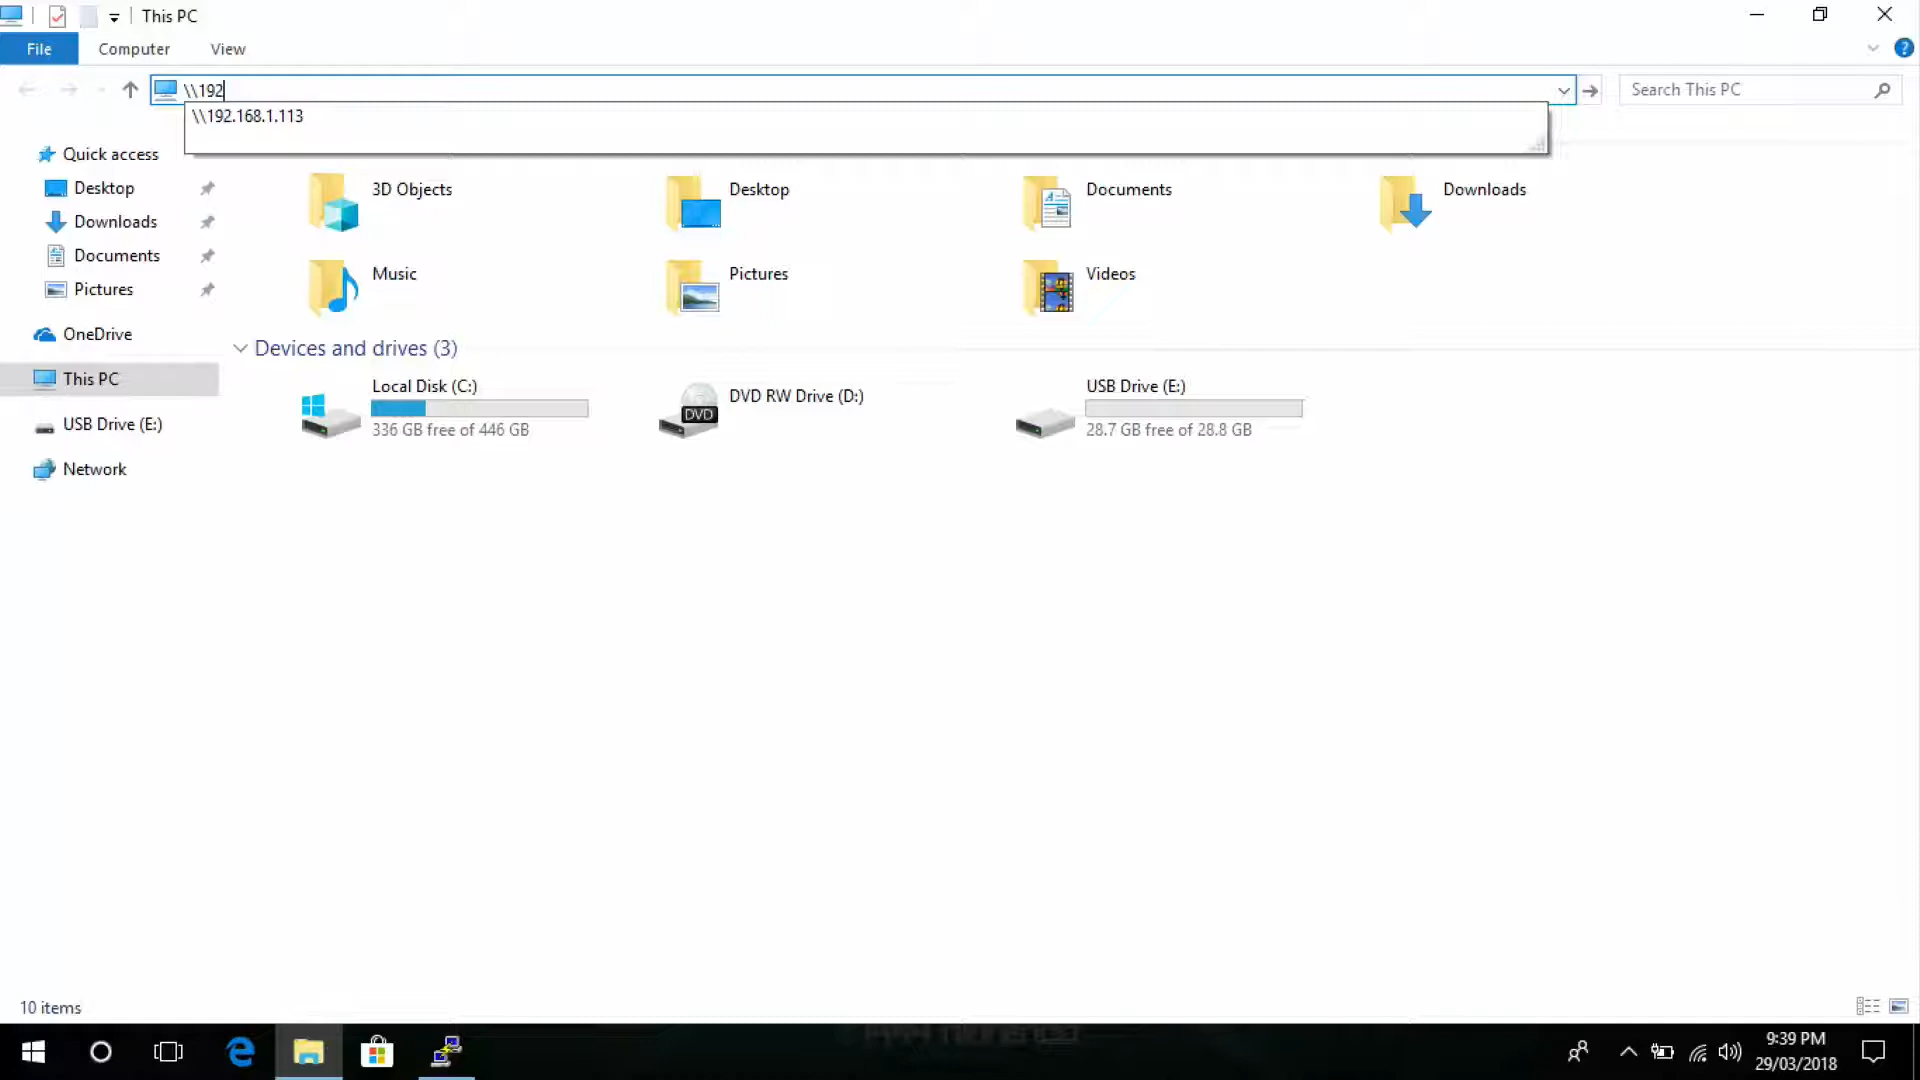 This PC
File
Computer
View
\\192
Search This PC
\\192.168.1.113
Quick access
Desktop
Downloads
Documents
Pictures
OneDrive
This PC
USB Drive (E:)
Network
3D Objects
Desktop
Documents
Downloads
Music
Pictures
Videos
Devices and drives (3)
Local Disk (C:)
336 GB free of 446 GB
DVD
DVD RW Drive (D:)
USB Drive (E:)
28.7 GB free of 28.8 GB
10 items
9:39 PM
29/03/2018